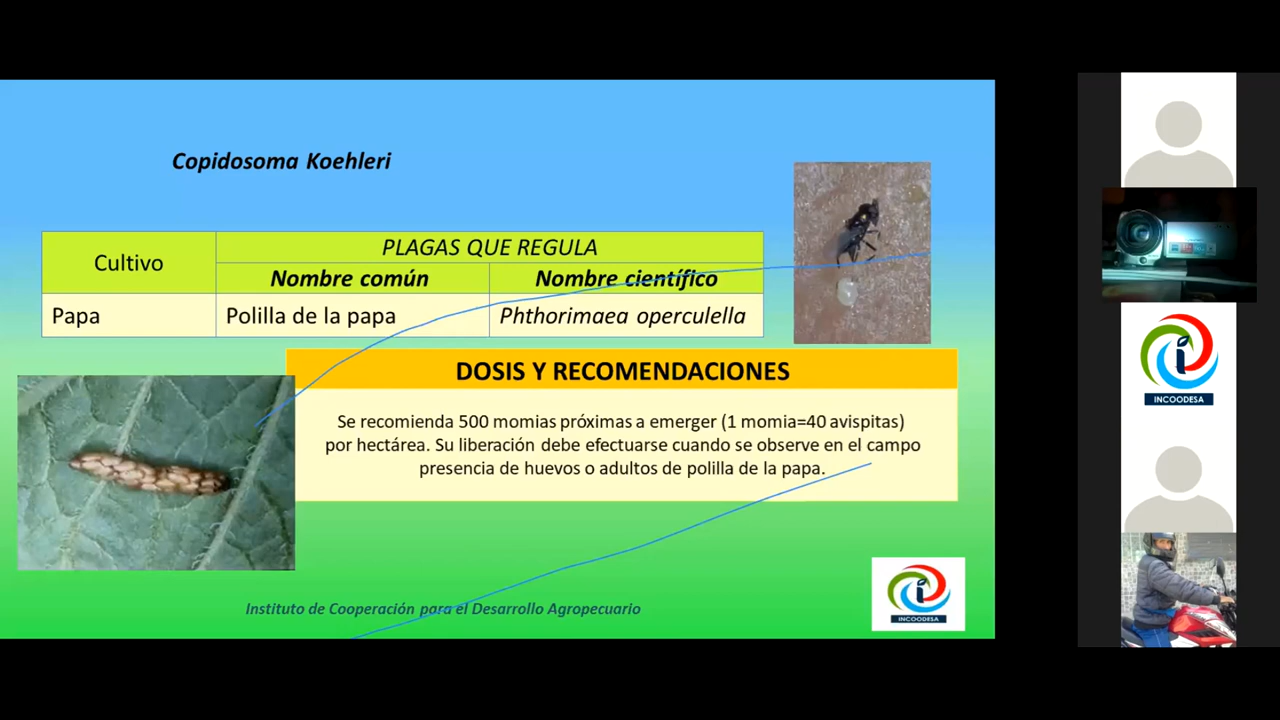 Copidosoma Koehleri
Cultivo
PLAGAS QUE REGULA
Nombre común
Nombre científico
Papa
Polilla de la papa
Phthorimaea operculella
DOSIS Y RECOMENDACIONES
Se recomienda 500 momias próximas a emerger (1 momia=40 avispitas)
por hectárea. Su liberación debe efectuarse cuando se observe en el campo
presencia de huevos o adultos de polilla de la papa.
Instituto de Cooperación para el Desarrollo Agropecuario
INCOODESA
INCOODESA